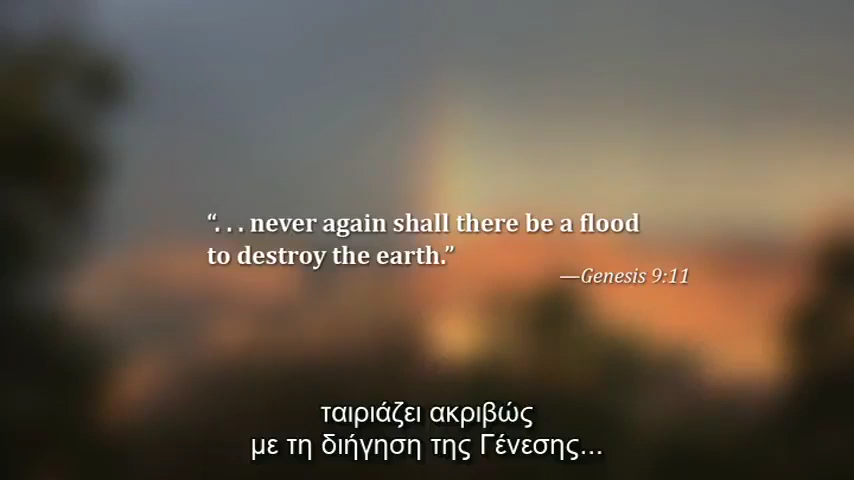 “. . . never again shall there be a flood
to destroy the earth.”
—Genesis 9:11
ταιριάζει ακριβώς
με τη διήγηση της Γένεσης...